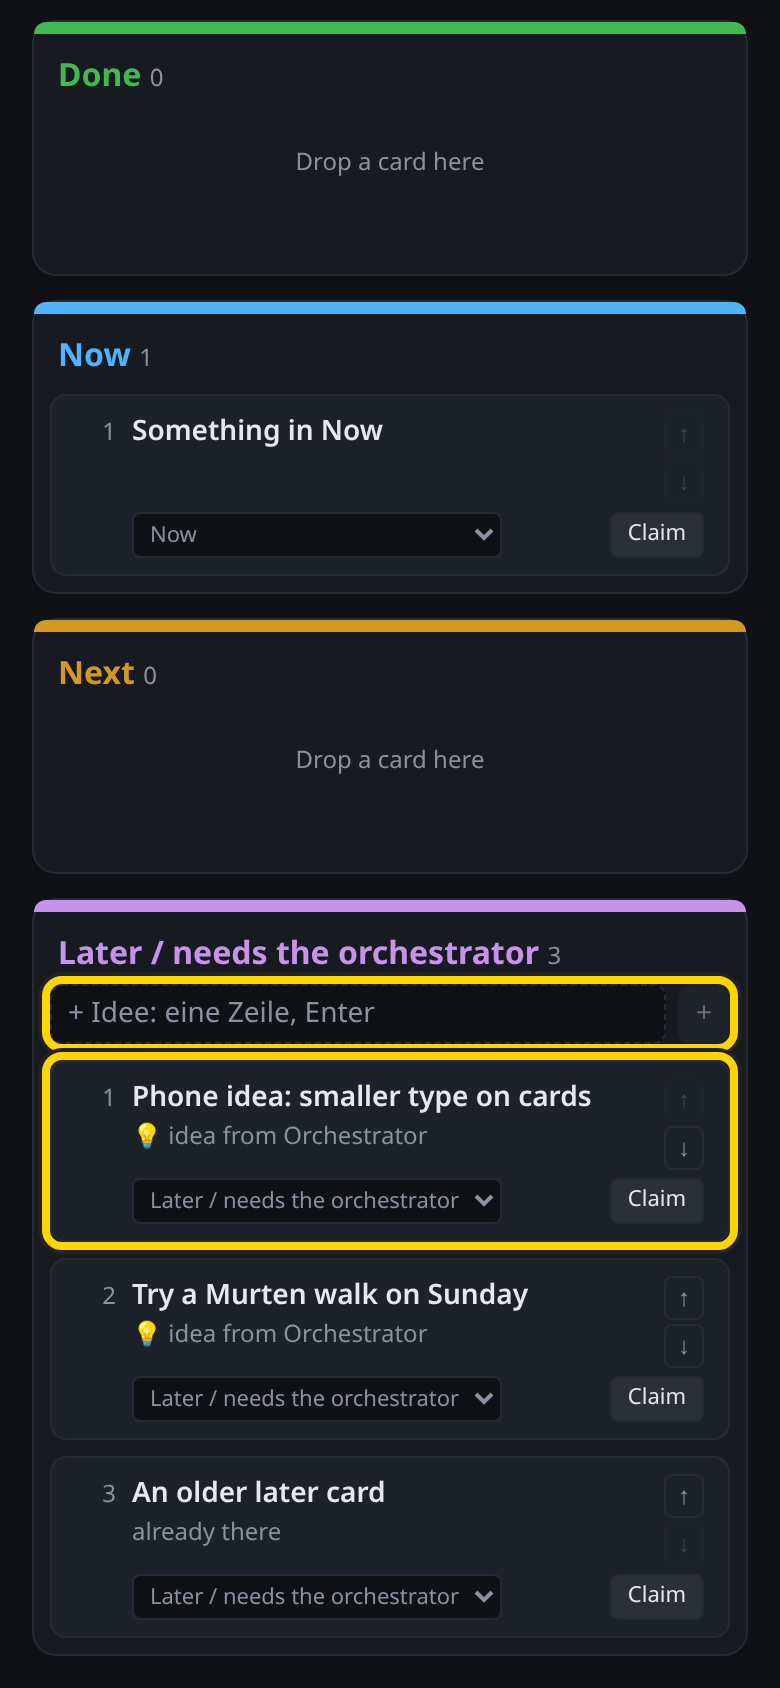 Done 0
Drop a card here
Now 1
1 Something in Now ↑
↓
Now Claim
Next 0
Drop a card here
Later / needs the orchestrator 3
+ Idee: eine Zeile, Enter +
1 Phone idea: smaller type on cards ↑
💡 idea from Orchestrator ↓
Later / needs the orchestrator Claim
2 Try a Murten walk on Sunday ↑
💡 idea from Orchestrator ↓
Later / needs the orchestrator Claim
3 An older later card ↑
already there ↓
Later / needs the orchestrator Claim